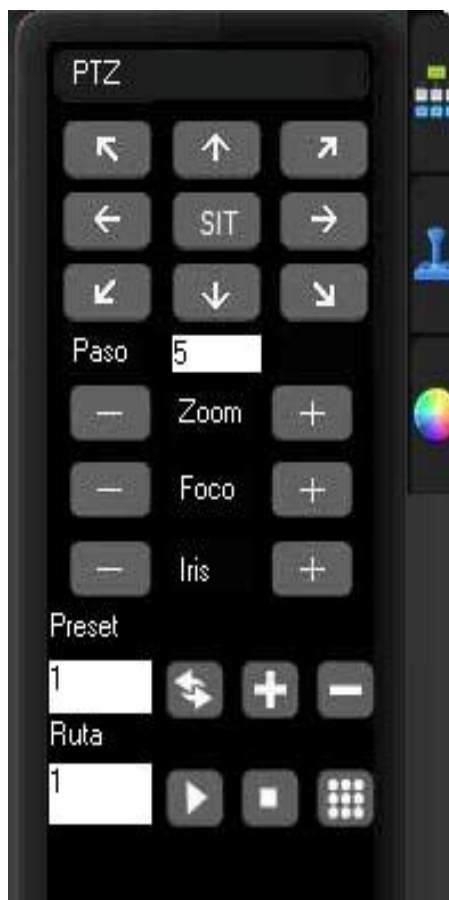 PTZ
SIT
Paso 5
Zoom
Foco
Iris
Preset
1
Ruta
1